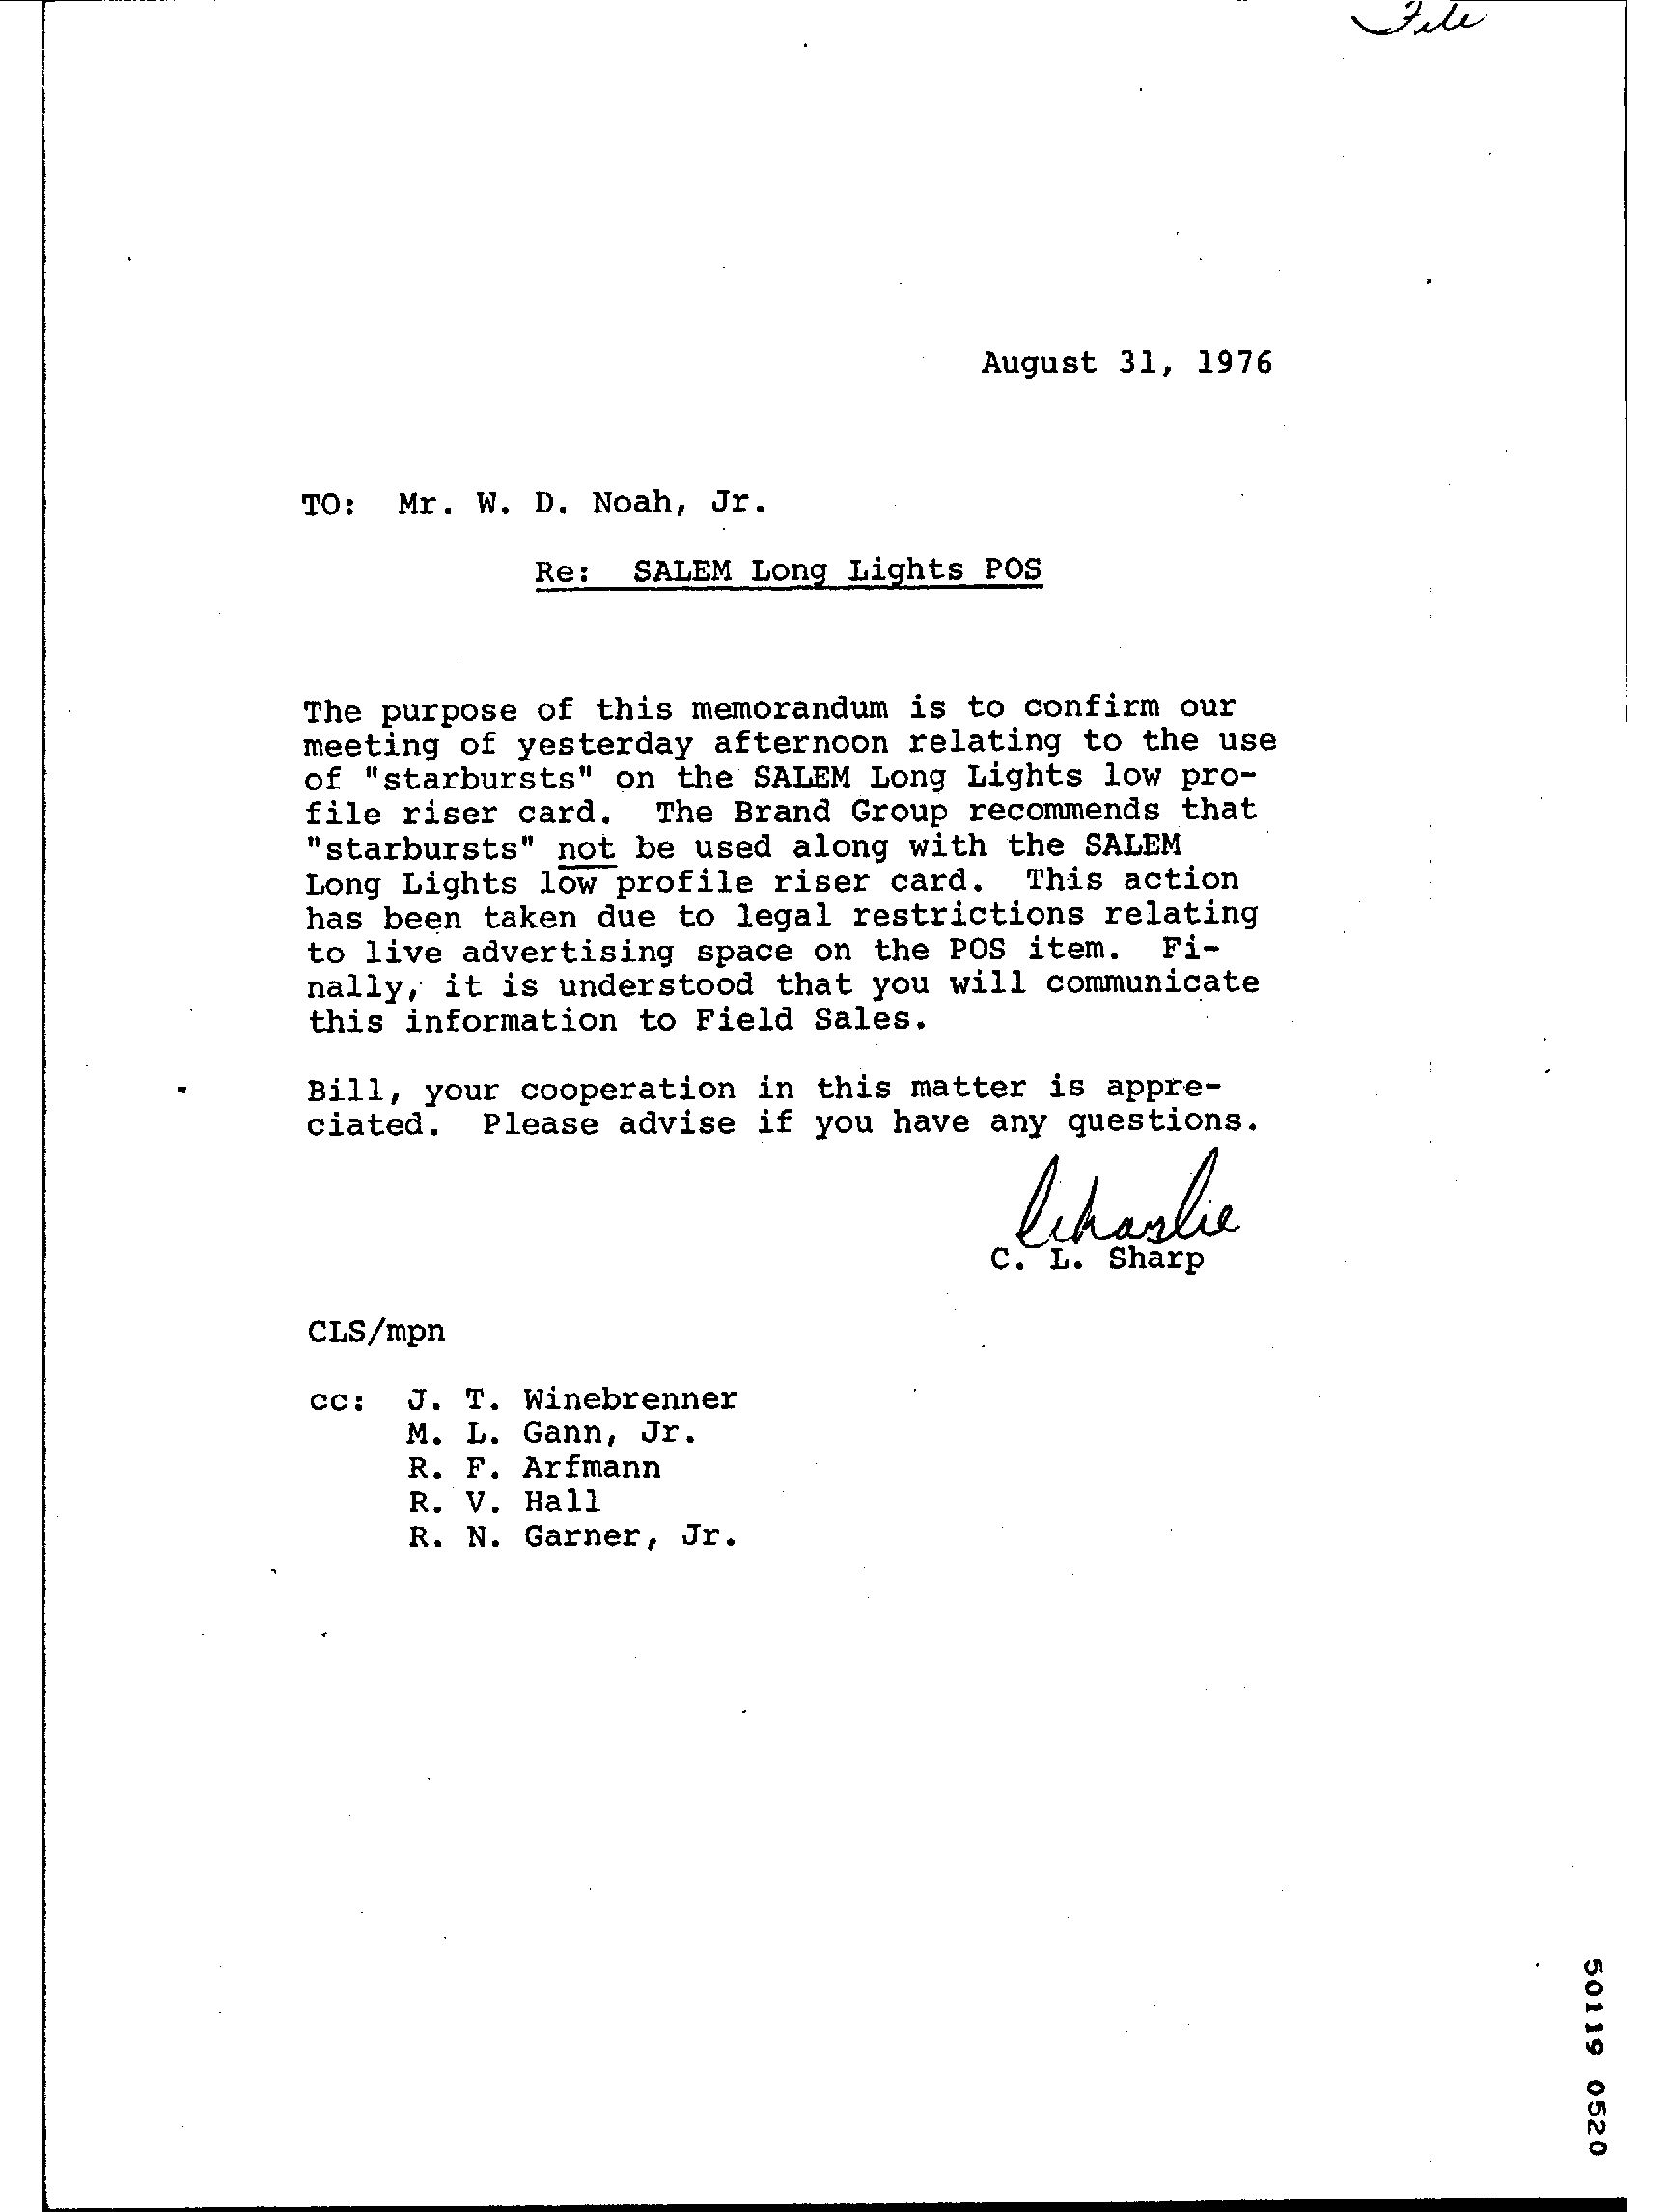 File
August 31, 1976
TO: Mr. W. D. Noah, Jr.
Re: SALEM Long Lights POS
The purpose of this memorandum is to confirm our
meeting of yesterday afternoon relating to the use
of "starbursts" on the SALEM Long Lights low pro-
file riser card. The Brand Group recommends that
"starbursts" not be used along with the SALEM
Long Lights low profile riser card. This action
has been taken due to legal restrictions relating
to live advertising space on the POS item. Fi-
nally, it is understood that you will communicate
this information to Field Sales.
Bill, your cooperation in this matter is appre-
ciated. Please advise if you have any questions.
Charlie
C. L. Sharp
CLS/mpn
cc: J. T. Winebrenner
M. L. Gann, Jr.
R. F. Arfmann
R. V. Hall
R. N. Garner, Jr.
50119 0520